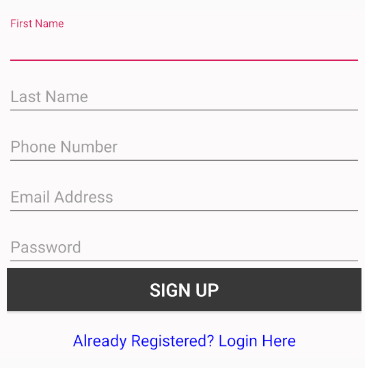 First Name
Last Name
Phone Number
Email Address
Password
SIGN UP
Already Registered? Login Here